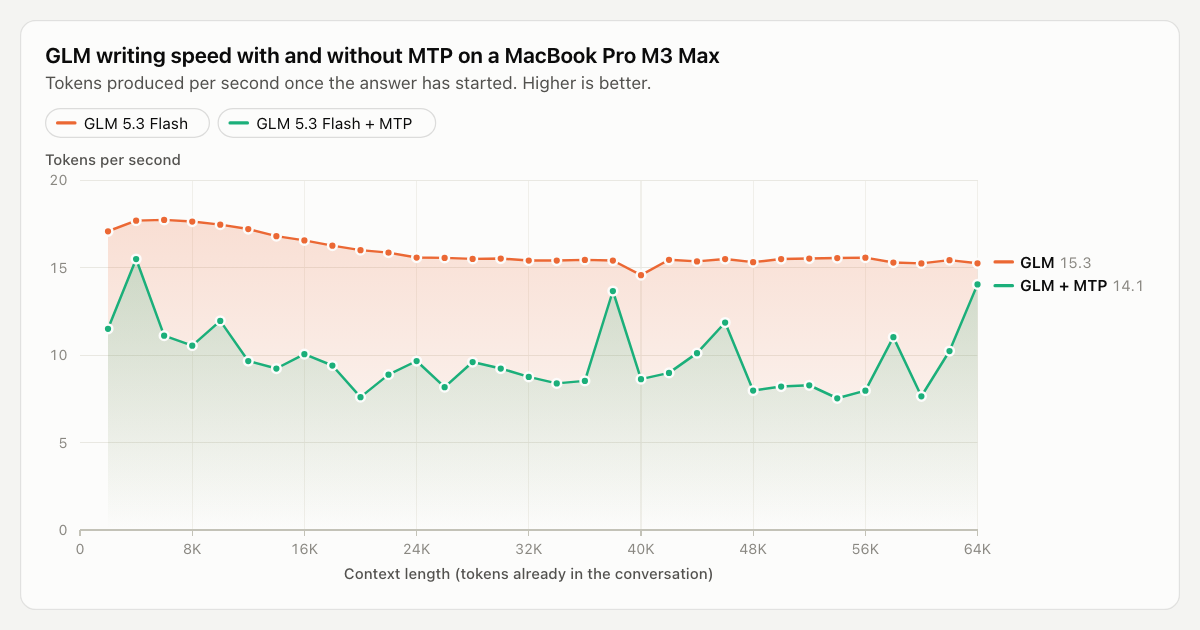 GLM writing speed with and without MTP on a MacBook Pro M3 Max
Tokens produced per second once the answer has started. Higher is better.
GLM 5.3 Flash
GLM 5.3 Flash + MTP
Tokens per second
20
15
10
5
0
GLM 15.3
GLM + MTP 14.1
0 8K 16K 24K 32K 40K 48K 56K 64K
Context length (tokens already in the conversation)